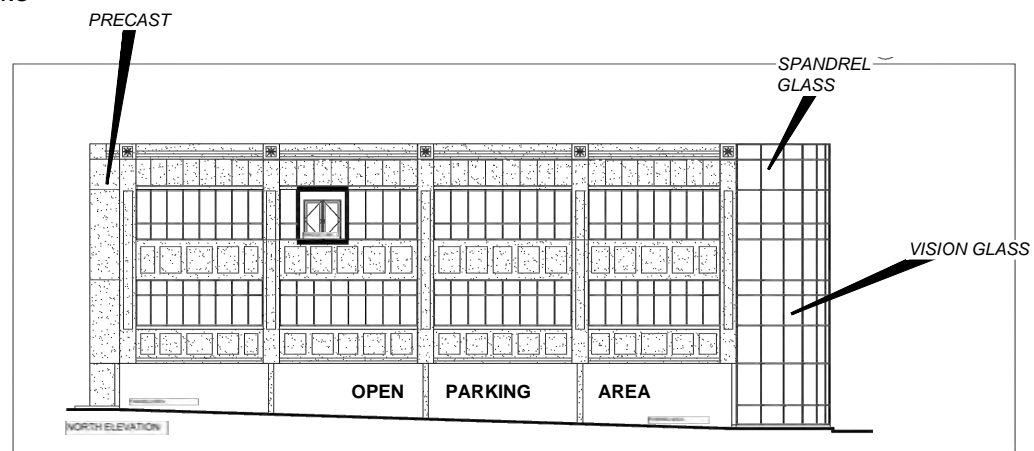 PRECAST
SPANDREL
GLASS
VISION GLASS
OPEN PARKING AREA
NORTH ELEVATION